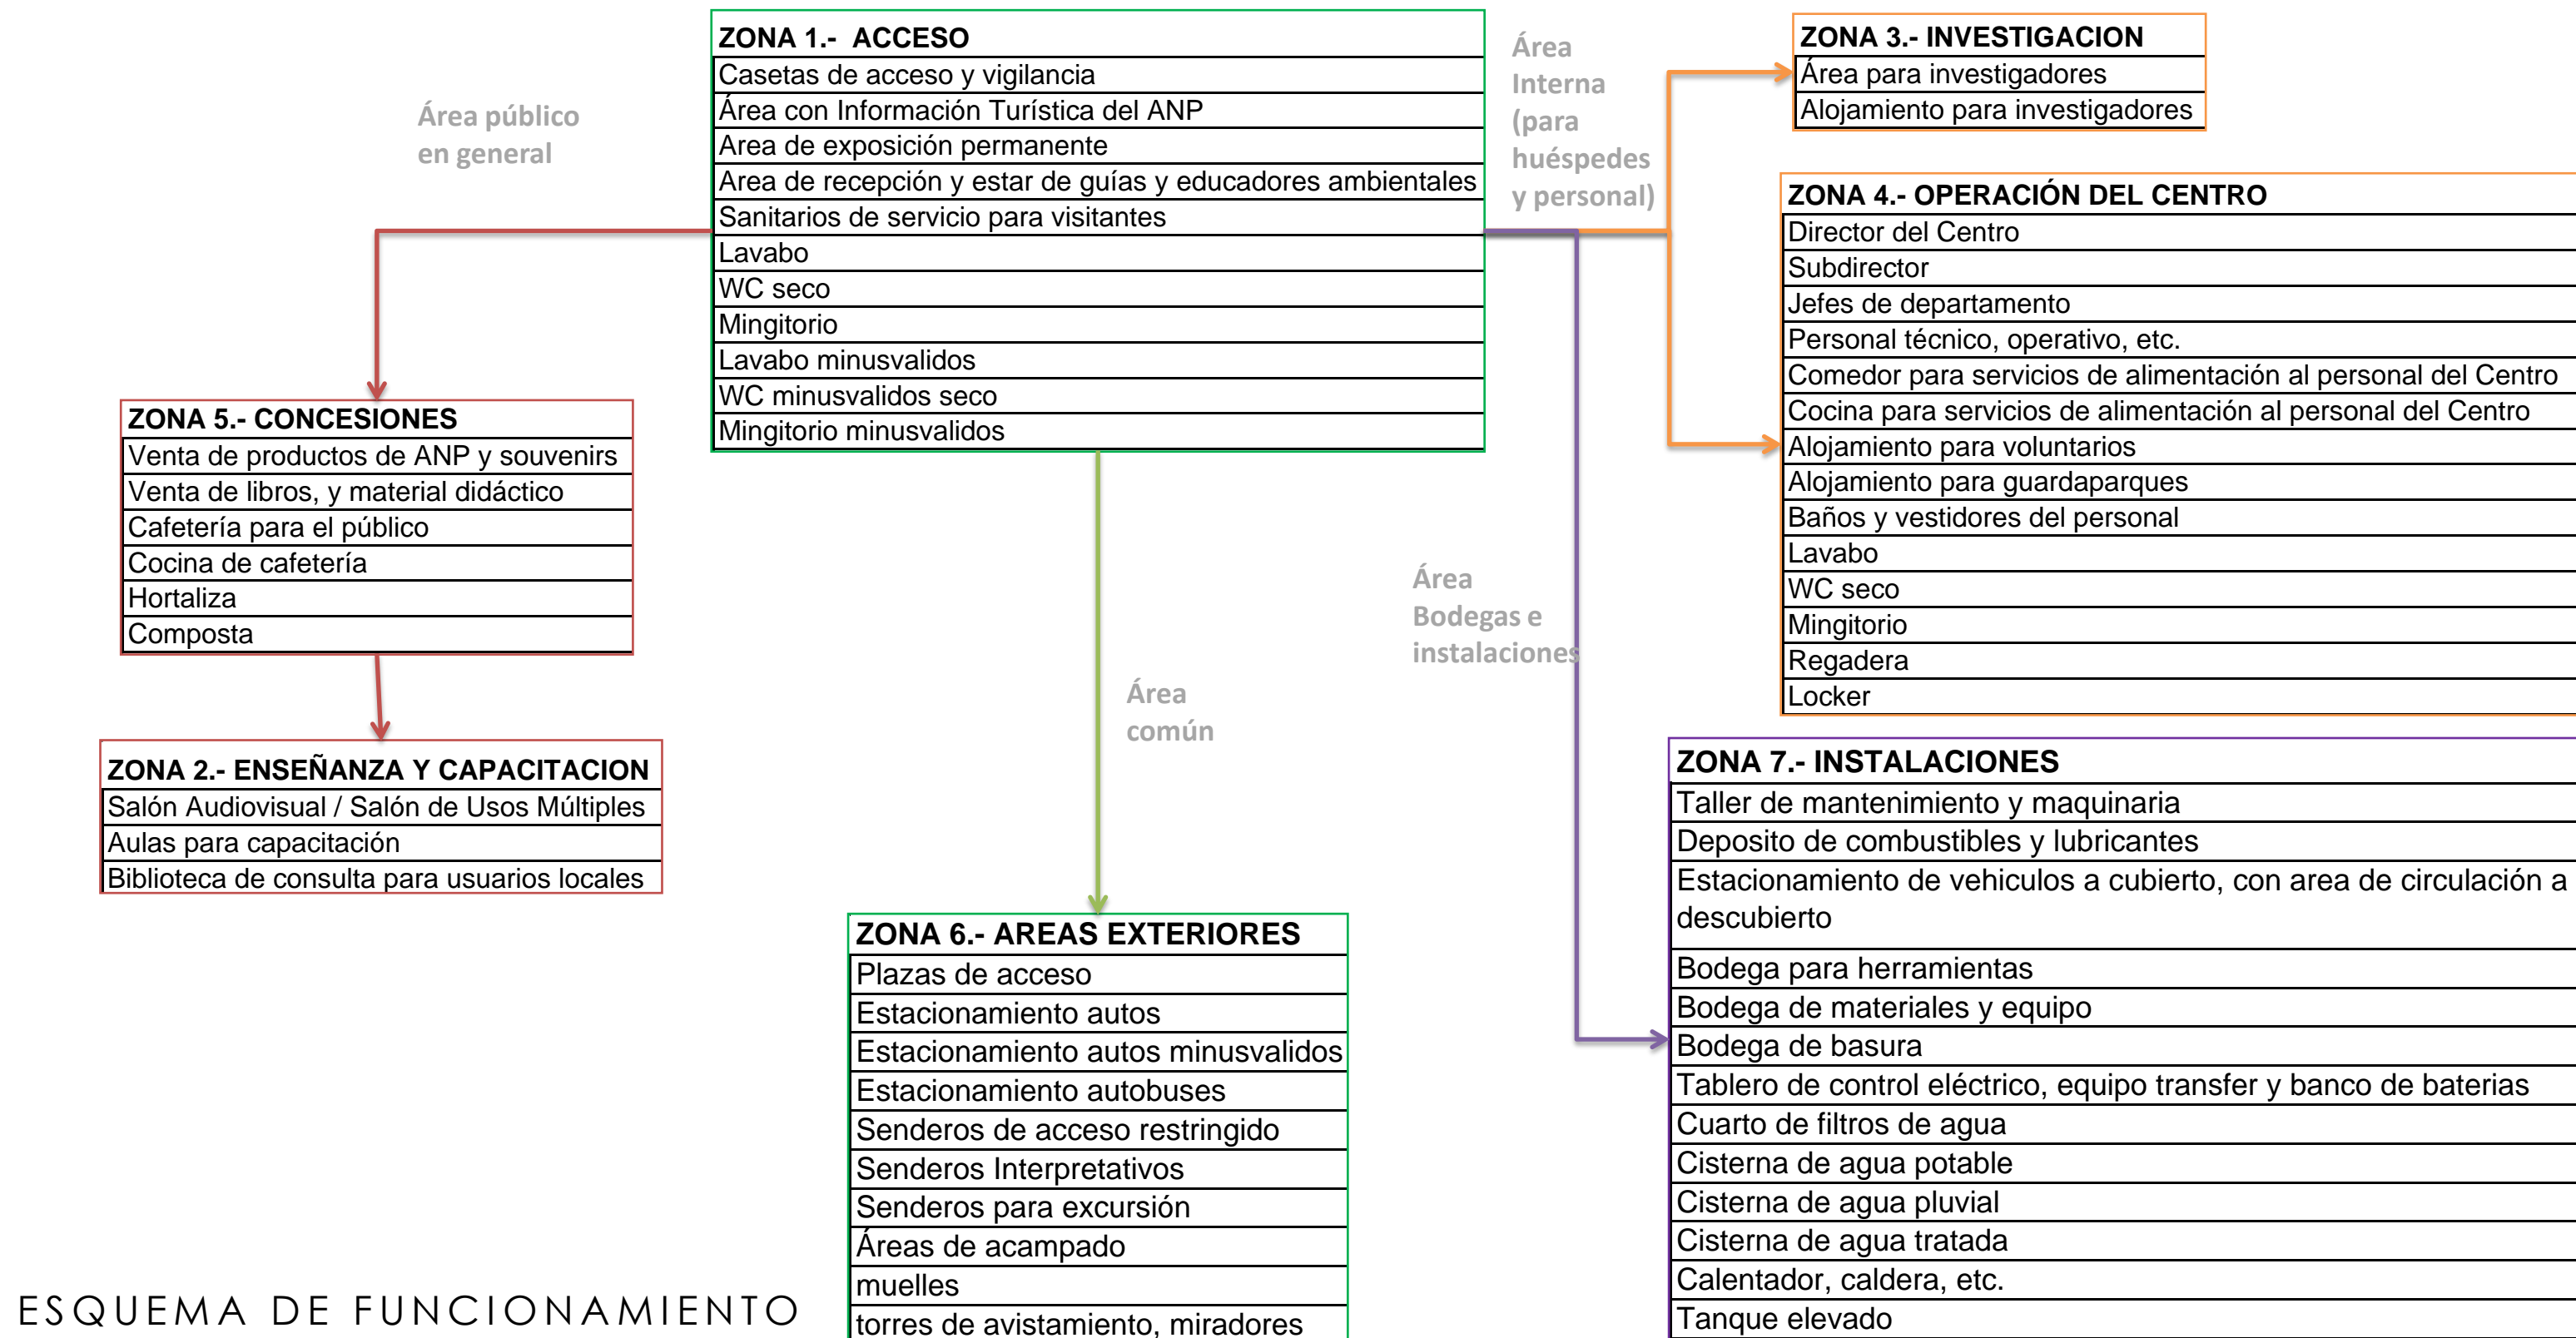 ZONA 1.- ACCESO
Casetas de acceso y vigilancia
Área con Información Turística del ANP
Area de exposición permanente
Area de recepción y estar de guías y educadores ambientales
Sanitarios de servicio para visitantes
Lavabo
WC seco
Mingitorio
Lavabo minusvalidos
WC minusvalidos seco
Mingitorio minusvalidos
Área público
en general
Área
Interna
(para
huéspedes
y personal)
ZONA 3.- INVESTIGACION
Área para investigadores
Alojamiento para investigadores
ZONA 4.- OPERACIÓN DEL CENTRO
Director del Centro
Subdirector
Jefes de departamento
Personal técnico, operativo, etc.
Comedor para servicios de alimentación al personal del Centro
Cocina para servicios de alimentación al personal del Centro
Alojamiento para voluntarios
Alojamiento para guardaparques
Baños y vestidores del personal
Lavabo
WC seco
Mingitorio
Regadera
Locker
ZONA 5.- CONCESIONES
Venta de productos de ANP y souvenirs
Venta de libros, y material didáctico
Cafetería para el público
Cocina de cafetería
Hortaliza
Composta
Área
Bodegas e
instalaciones
Área
común
ZONA 2.- ENSEÑANZA Y CAPACITACION
Salón Audiovisual / Salón de Usos Múltiples
Aulas para capacitación
Biblioteca de consulta para usuarios locales
ZONA 7.- INSTALACIONES
Taller de mantenimiento y maquinaria
Deposito de combustibles y lubricantes
Estacionamiento de vehiculos a cubierto, con area de circulación a
descubierto
Bodega para herramientas
Bodega de materiales y equipo
Bodega de basura
Tablero de control eléctrico, equipo transfer y banco de baterias
Cuarto de filtros de agua
Cisterna de agua potable
Cisterna de agua pluvial
Cisterna de agua tratada
Calentador, caldera, etc.
Tanque elevado
ZONA 6.- AREAS EXTERIORES
Plazas de acceso
Estacionamiento autos
Estacionamiento autos minusvalidos
Estacionamiento autobuses
Senderos de acceso restringido
Senderos Interpretativos
Senderos para excursión
Áreas de acampado
muelles
torres de avistamiento, miradores
ESQUEMA DE FUNCIONAMIENTO